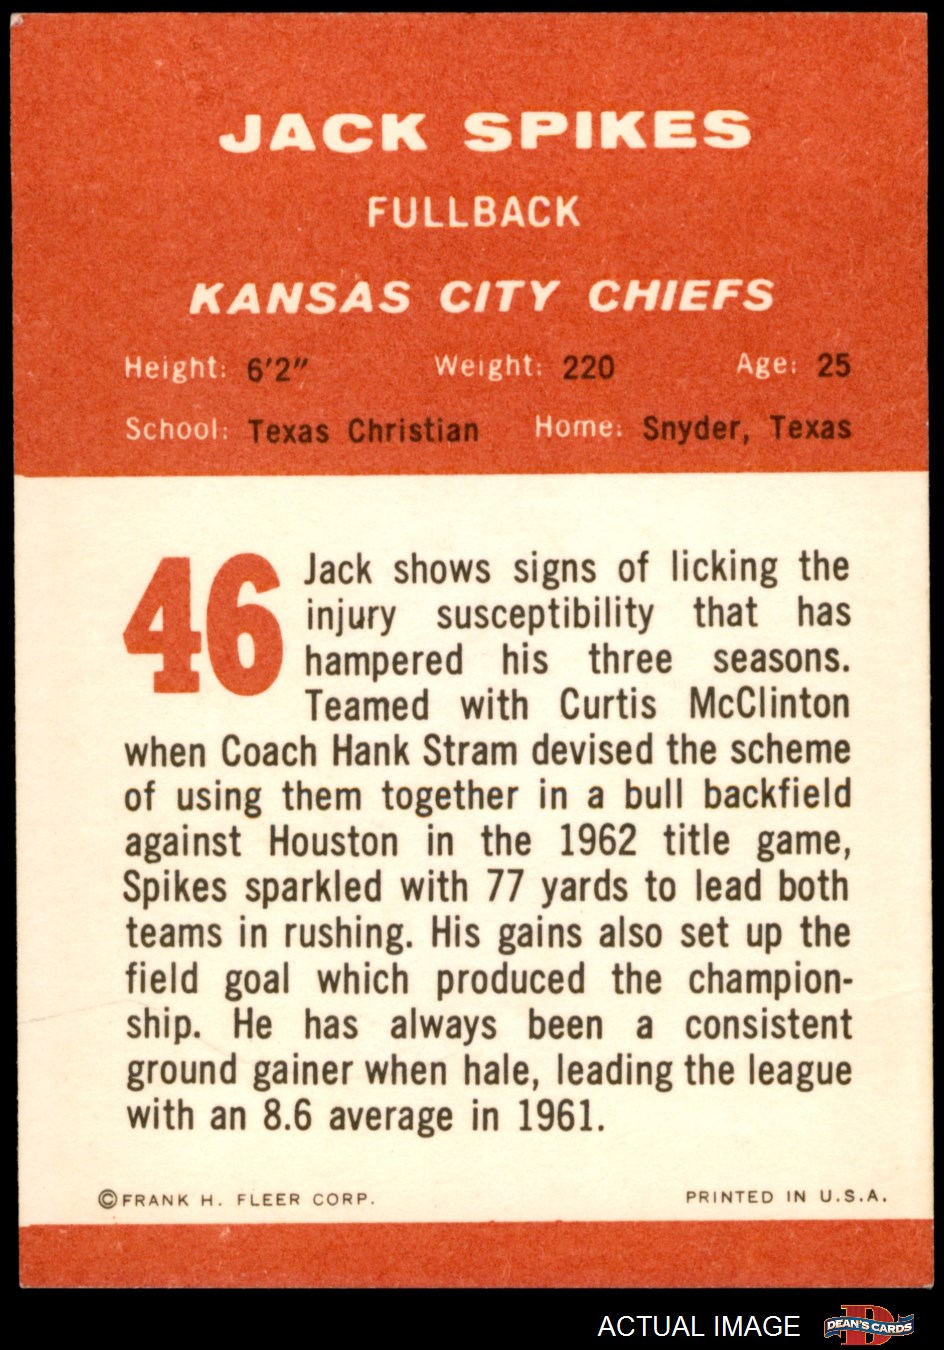 JACK SPIKES
FULLBACK
KANSAS CITY CHIEFS
Height: 6'2" Weight: 220 Age: 25
School: Texas Christian Home: Snyder, Texas
46 Jack shows signs of licking the
injury susceptibility that has
hampered his three seasons.
Teamed with Curtis McClinton
when Coach Hank Stram devised the scheme
of using them together in a bull backfield
against Houston in the 1962 title game,
Spikes sparkled with 77 yards to lead both
teams in rushing. His gains also set up the
field goal which produced the champion-
ship. He has always been a consistent
ground gainer when hale, leading the league
with an 8.6 average in 1961.
©FRANK H. FLEER CORP. PRINTED IN U.S.A.
ACTUAL IMAGE D DEAN'S CARDS